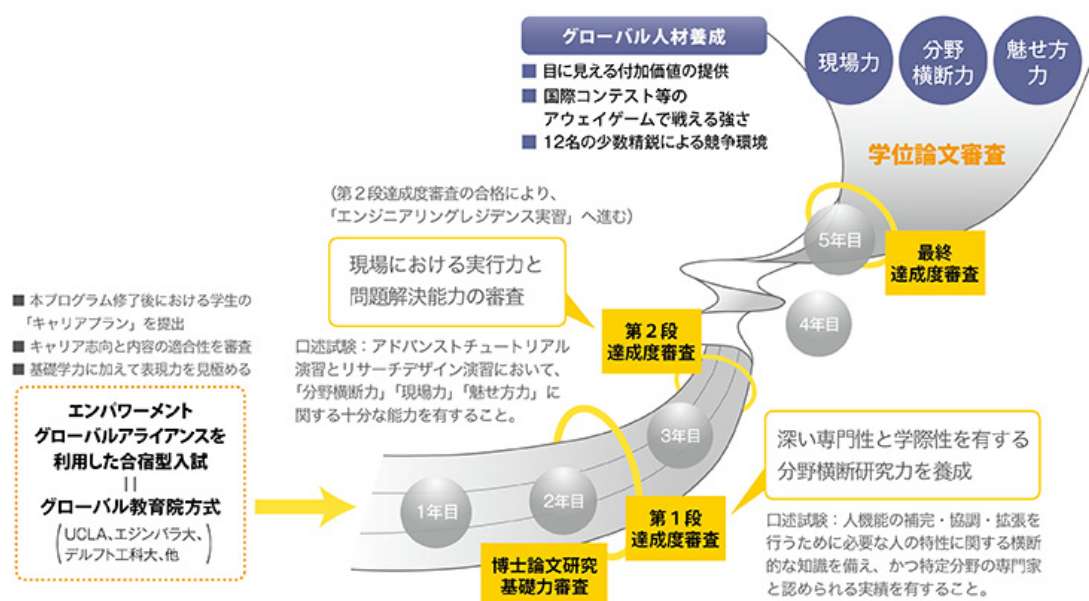 グローバル人材養成
■ 目に見える付加価値の提供
■ 国際コンテスト等の
アウェイゲームで戦える強さ
■ 12名の少数精鋭による競争環境
現場力
分野
横断力
魅せ方
力
学位論文審査
(第2段達成度審査の合格により、
「エンジニアリングレジデンス実習」へ進む)
現場における実行力と
問題解決能力の審査
5年目
最終
達成度審査
4年目
■ 本プログラム修了後における学生の
「キャリアプラン」を提出
■ キャリア志向と内容の適合性を審査
■ 基礎学力に加えて表現力を見極める
第2段
達成度審査
口述試験:アドバンストチュートリアル
演習とリサーチデザイン演習において、
「分野横断力」「現場力」「魅せ方力」に
関する十分な能力を有すること。
エンパワーメント
グローバルアライアンスを
利用した合宿型入試
||
グローバル教育院方式
(UCLA、エジンバラ大、
デルフト工科大、他)
1年目
2年目
3年目
深い専門性と学際性を有する
分野横断研究力を養成
第1段
達成度審査
博士論文研究
基礎力審査
口述試験:人機能の補完・協調・拡張を
行うために必要な人の特性に関する横断
的な知識を備え、かつ特定分野の専門家
と認められる実績を有すること。